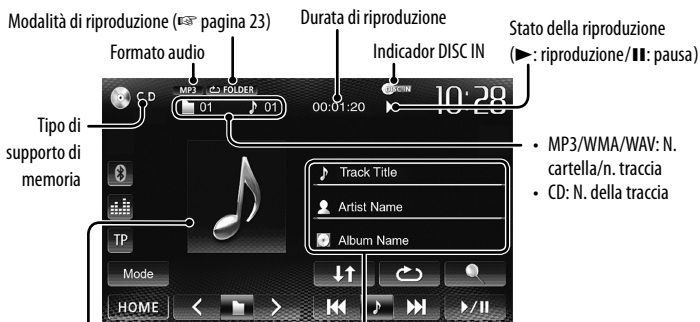 Modalità di riproduzione (☞ pagina 23)
Durata di riproduzione
Stato della riproduzione
(▶: riproduzione/▮▮: pausa)
Formato audio
Indicador DISC IN
MP3
FOLDER
DISC IN
CD
01
01
00:01:20
10:28
Tipo di
supporto di
memoria
• MP3/WMA/WAV: N.
cartella/n. traccia
• CD: N. della traccia
Track Title
Artist Name
Album Name
TP
Mode
HOME